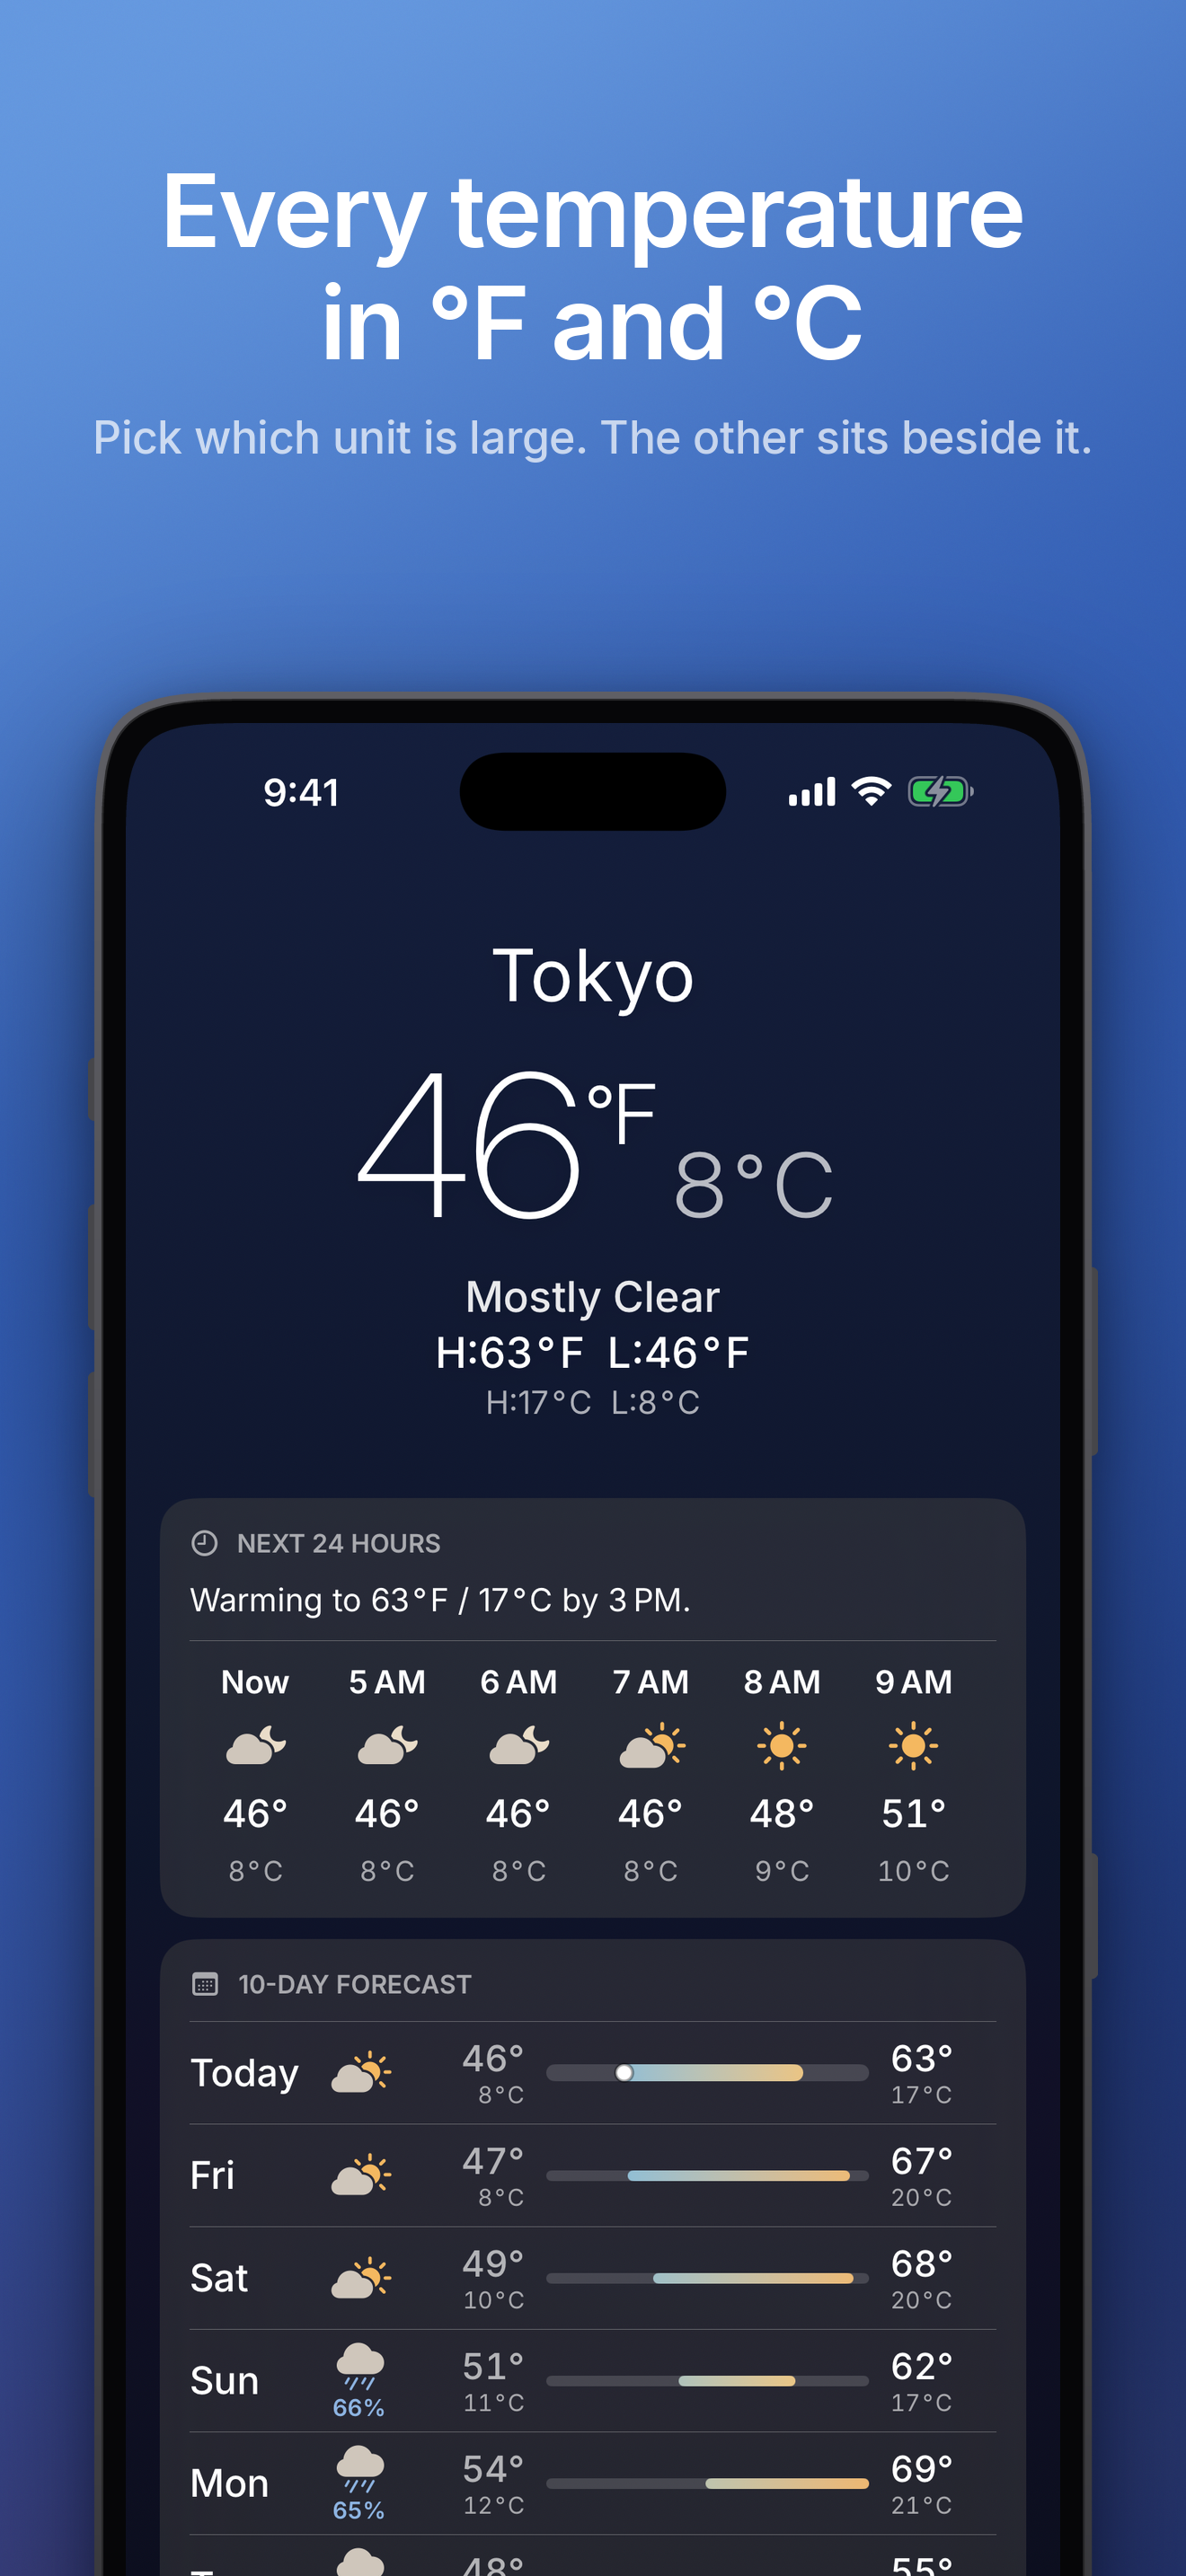 Every temperature
in °F and °C
Pick which unit is large. The other sits beside it.
9:41
Tokyo
46°F 8°C
Mostly Clear
H:63°F L:46°F
H:17°C L:8°C
NEXT 24 HOURS
Warming to 63°F / 17°C by 3 PM.
Now 5 AM 6 AM 7 AM 8 AM 9 AM
46° 46° 46° 46° 48° 51°
8°C 8°C 8°C 8°C 9°C 10°C
10-DAY FORECAST
Today 46° 63°
8°C 17°C
Fri 47° 67°
8°C 20°C
Sat 49° 68°
10°C 20°C
Sun 51° 62°
66% 11°C 17°C
Mon 54° 69°
65% 12°C 21°C
48° 55°